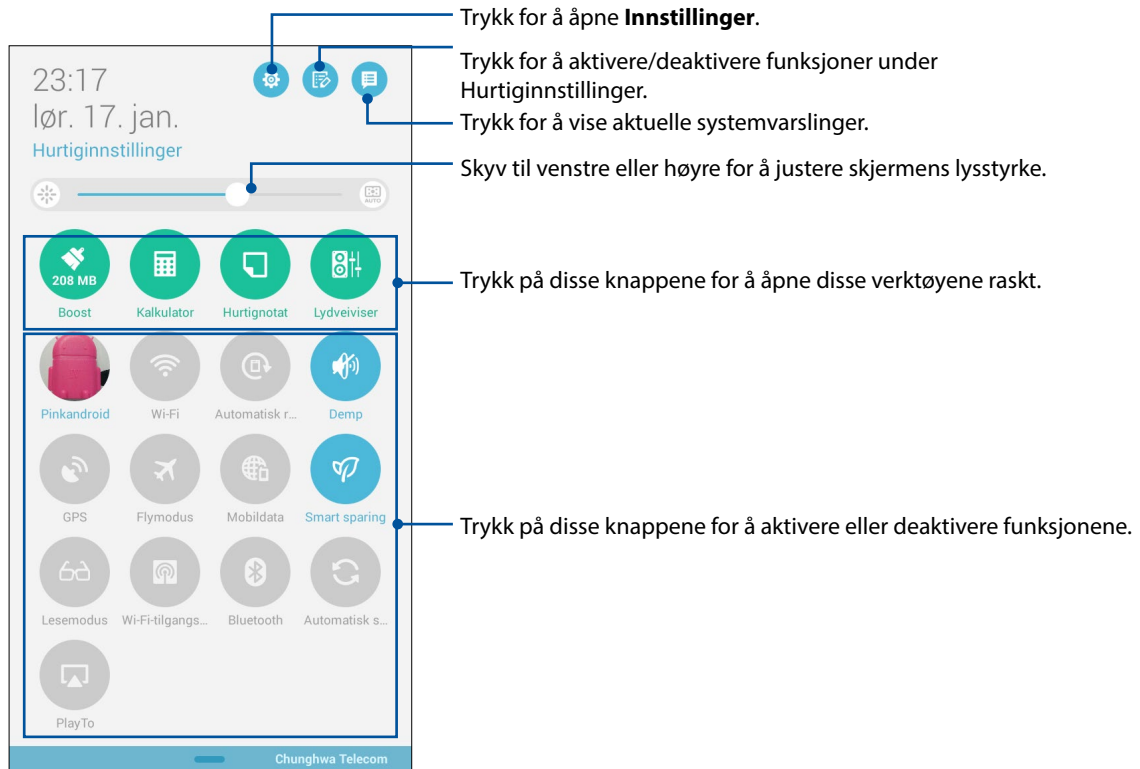 Trykk for å åpne Innstillinger.
Trykk for å aktivere/deaktivere funksjoner under
Hurtiginnstillinger.
Trykk for å vise aktuelle systemvarslinger.
Skyv til venstre eller høyre for å justere skjermens lysstyrke.
Trykk på disse knappene for å åpne disse verktøyene raskt.
Trykk på disse knappene for å aktivere eller deaktivere funksjonene.
23:17
lør. 17. jan.
Hurtiginnstillinger
AUTO
208 MB
Boost Kalkulator Hurtignotat Lydveiviser
Pinkandroid Wi-Fi Automatisk r... Demp
GPS Flymodus Mobildata Smart sparing
Lesemodus Wi-Fi-tilgangs... Bluetooth Automatisk s...
PlayTo
Chunghwa Telecom